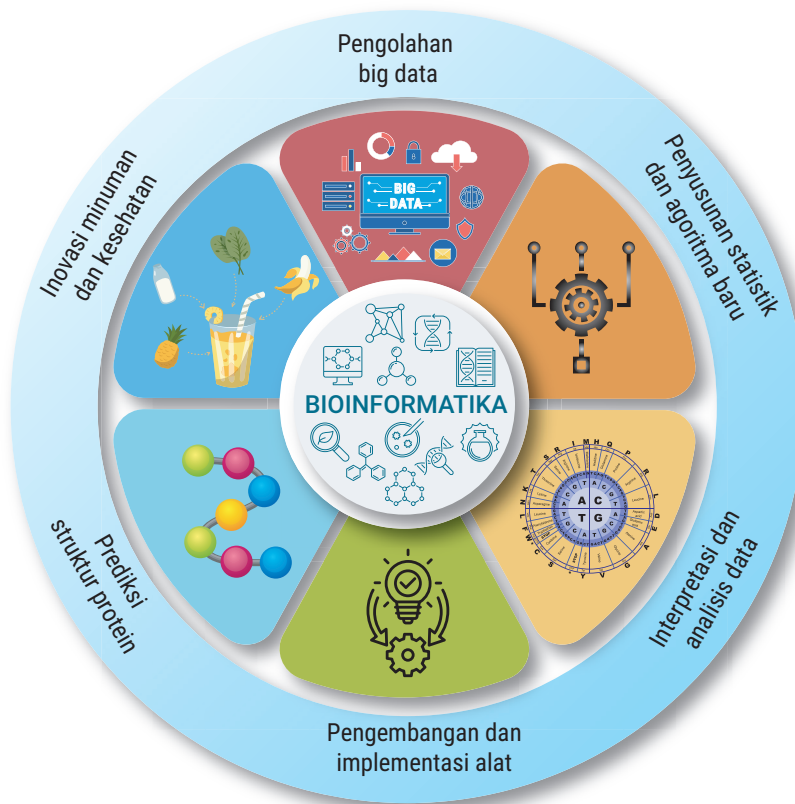 Pengolahan
big data
Penyusunan statistik
dan agoritma baru
Interpretasi dan
analisis data
Pengembangan dan
implementasi alat
Prediksi
struktur protein
Inovasi minuman
dan kesehatan
BIG
DATA
BIOINFORMATIKA
A C
T G